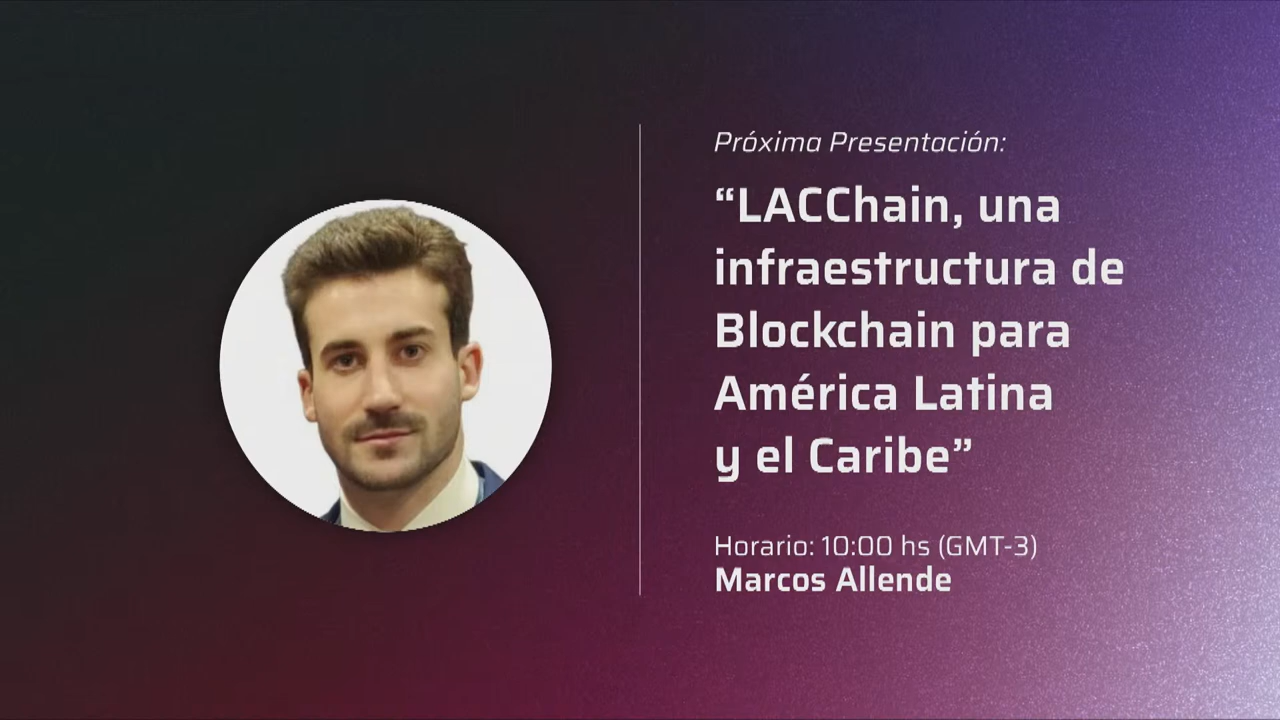 Próxima Presentación:
“LACChain, una
infraestructura de
Blockchain para
América Latina
y el Caribe”
Horario: 10:00 hs (GMT-3)
Marcos Allende